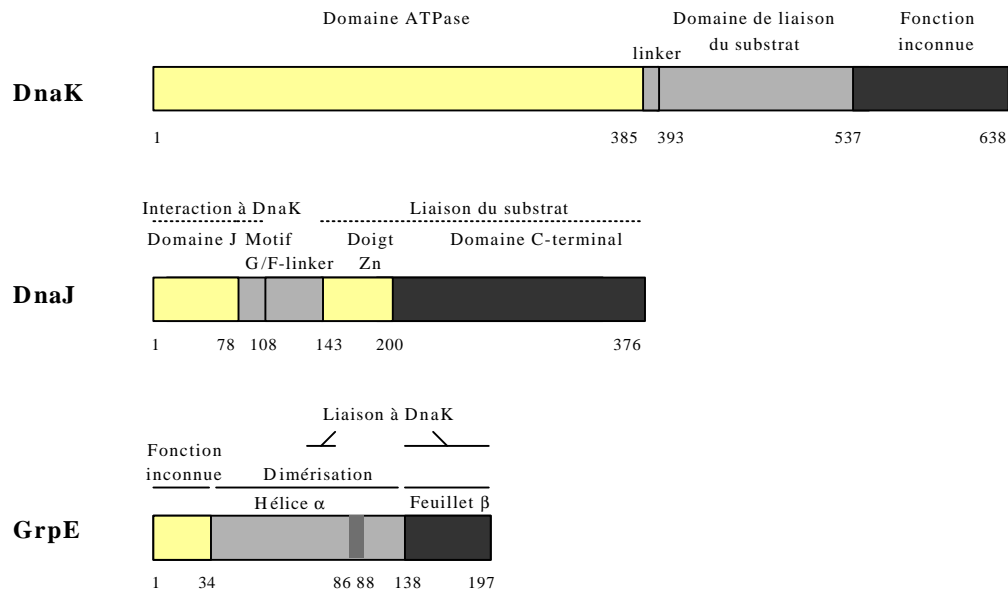 Domaine ATPase
Domaine de liaison
du substrat
Fonction
inconnue
linker
DnaK
1 385 393 537 638
Interaction à DnaK Liaison du substrat
Domaine J Motif
G/F-linker
Doigt
Zn
Domaine C-terminal
DnaJ
1 78 108 143 200 376
Liaison à DnaK
Fonction
inconnue
Dimérisation
Hélice α Feuillet β
GrpE
1 34 86 88 138 197